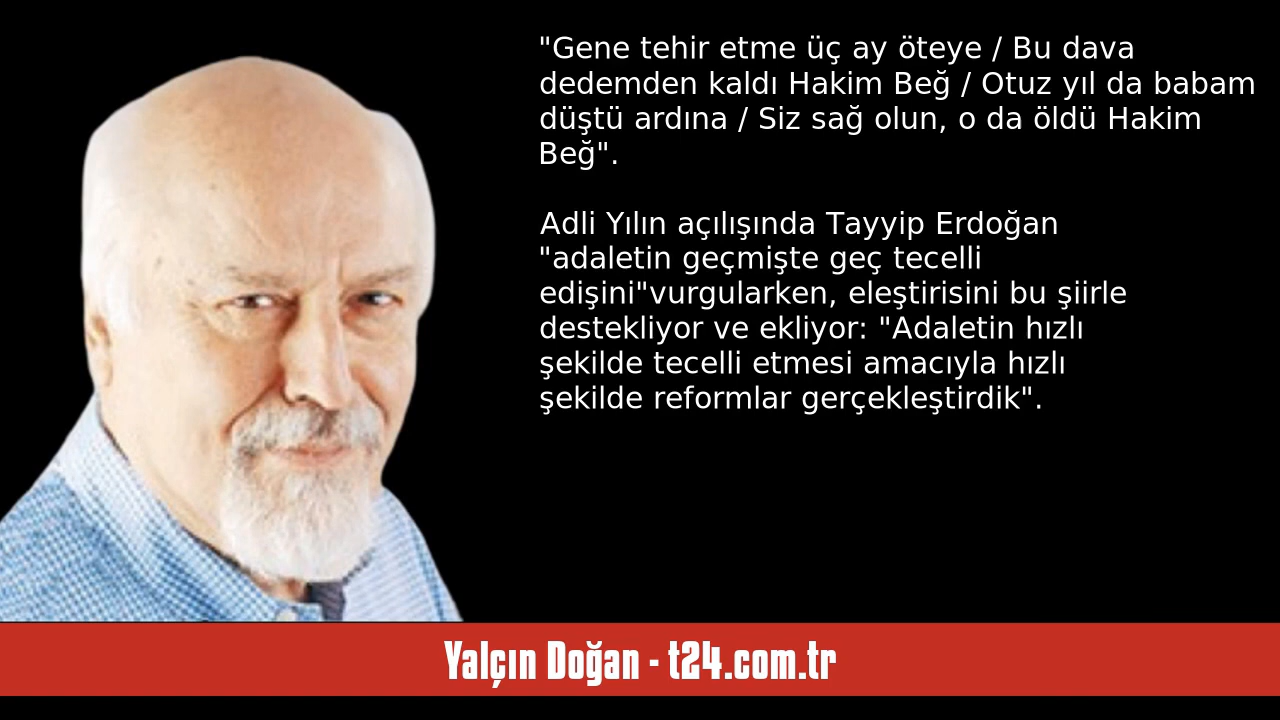 "Gene tehir etme üç ay öteye / Bu dava
dedemden kaldı Hakim Beğ / Otuz yıl da babam
düştü ardına / Siz sağ olun, o da öldü Hakim
Beğ".
Adli Yılın açılışında Tayyip Erdoğan
"adaletin geçmişte geç tecelli
edişini"vurgularken, eleştirisini bu şiirle
destekliyor ve ekliyor: "Adaletin hızlı
şekilde tecelli etmesi amacıyla hızlı
şekilde reformlar gerçekleştirdik".
Yalçın Doğan - t24.com.tr